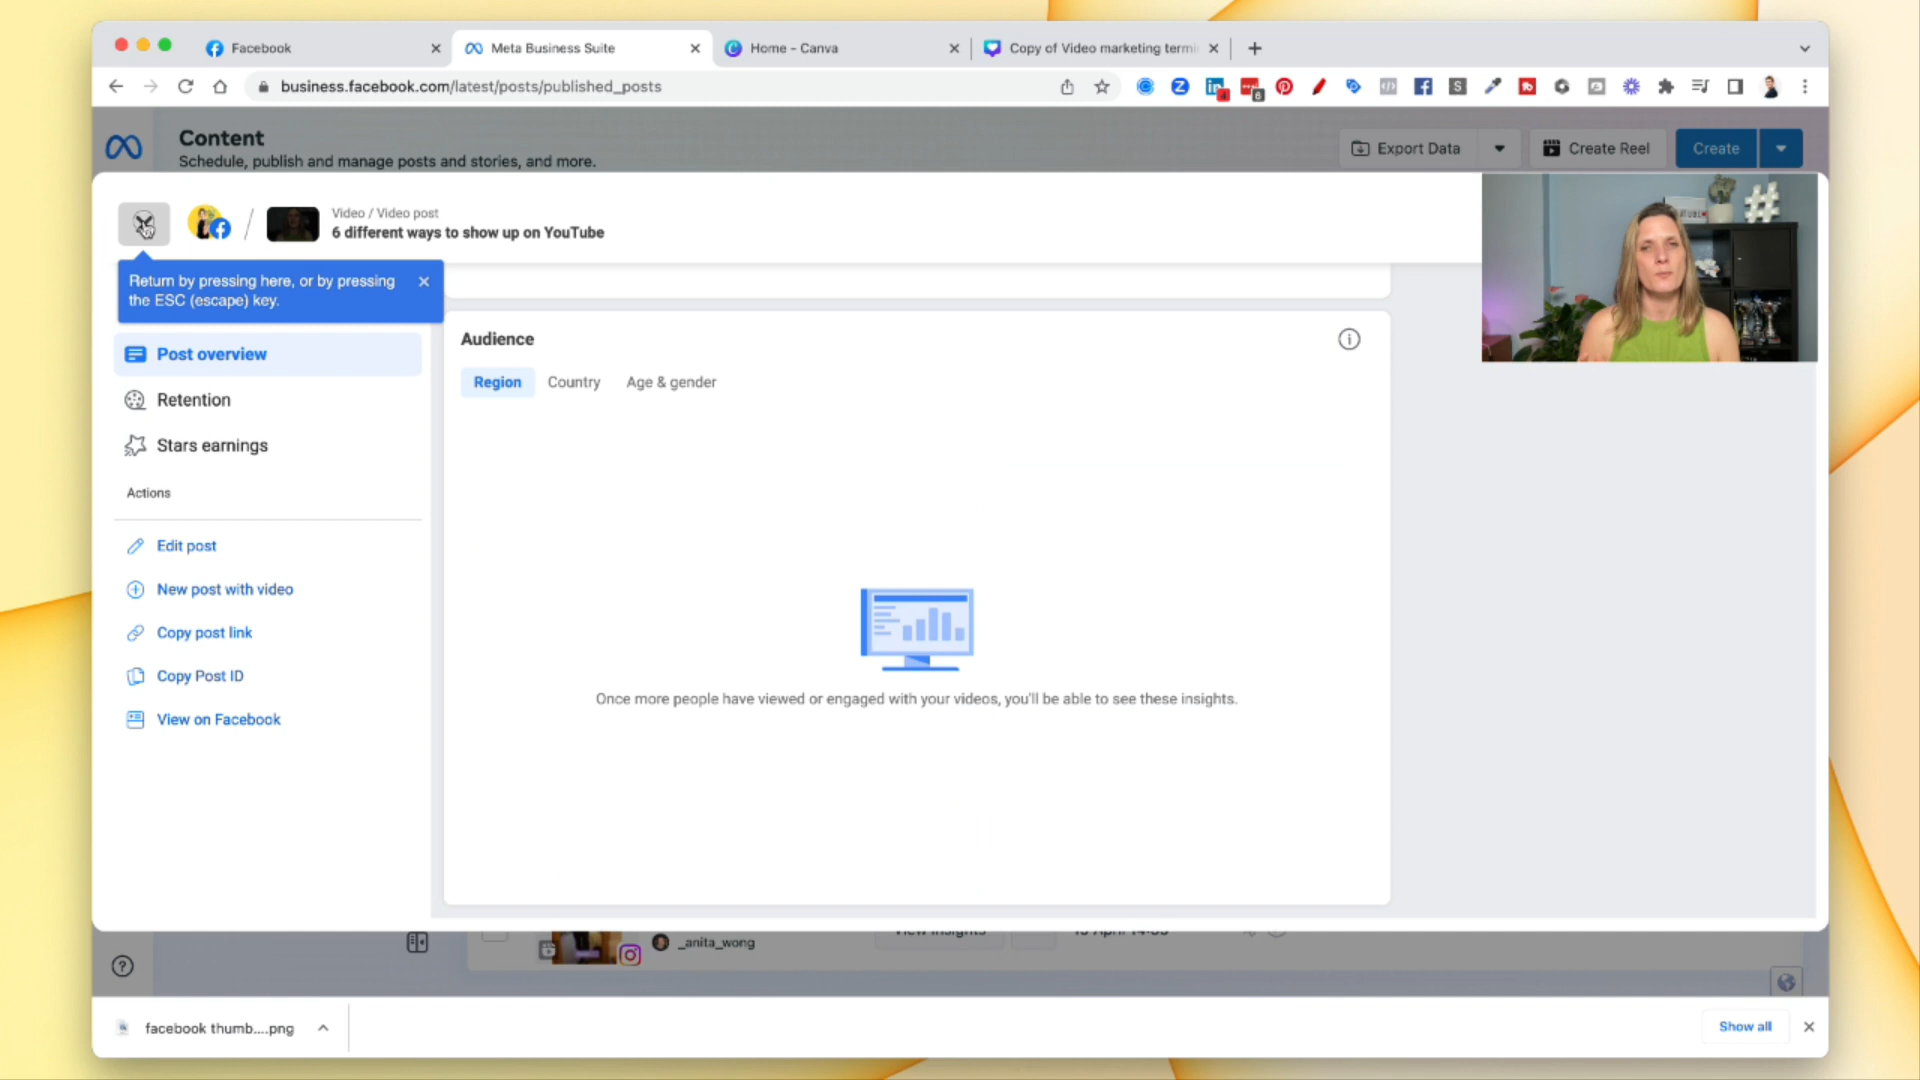 Facebook
Meta Business Suite
Home - Canva
Copy of Video marketing termi
business.facebook.com/latest/posts/published_posts
Content
Schedule, publish and manage posts and stories, and more.
Export Data
Create Reel
Create
Video / Video post
6 different ways to show up on YouTube
Return by pressing here, or by pressing
the ESC (escape) key.
Post overview
Retention
Stars earnings
Actions
Edit post
New post with video
Copy post link
Copy Post ID
View on Facebook
Audience
Region
Country
Age & gender
Once more people have viewed or engaged with your videos, you'll be able to see these insights.
_anita_wong
View Insights
facebook thumb....png
Show all